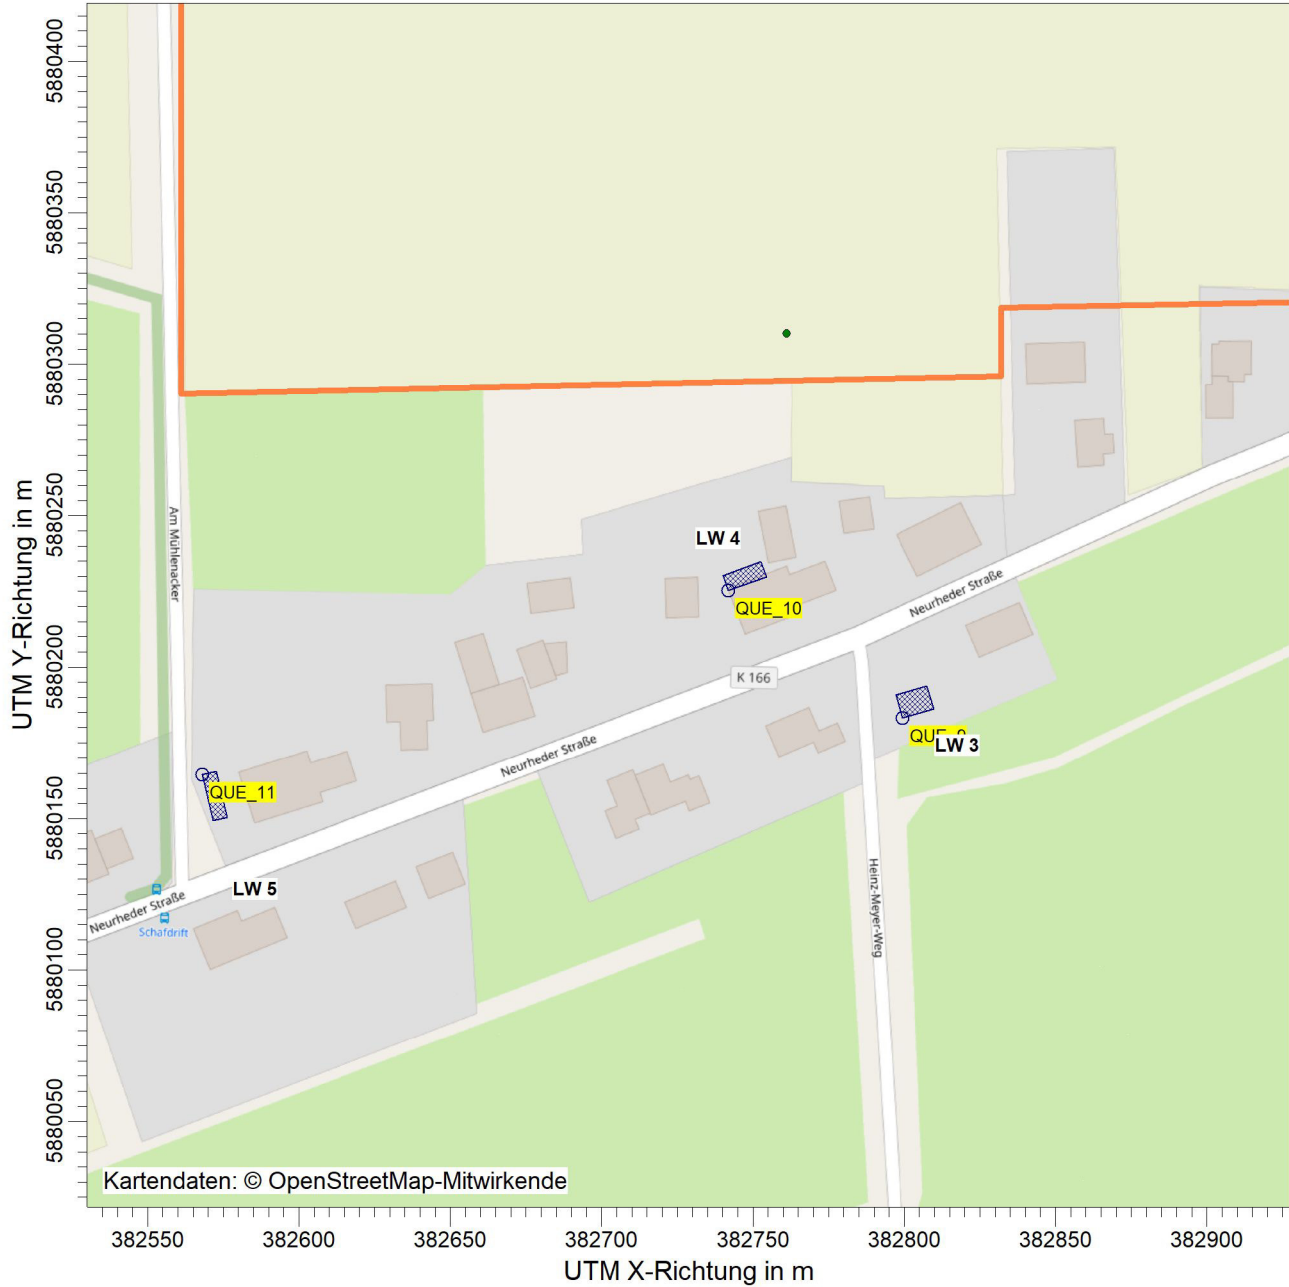 5880400
5880350
5880300
5880250
5880200
5880150
5880100
5880050
UTM Y-Richtung in m
Am Mühlenacker
LW 4
QUE_10
Neurheder Straße
K 166
QUE_9
LW 3
Neurheder Straße
QUE_11
LW 5
Neurheder Straße
Schafdrift
Heinz-Meyer-Weg
Kartendaten: © OpenStreetMap-Mitwirkende
382550
382600
382650
382700
382750
382800
382850
382900
UTM X-Richtung in m